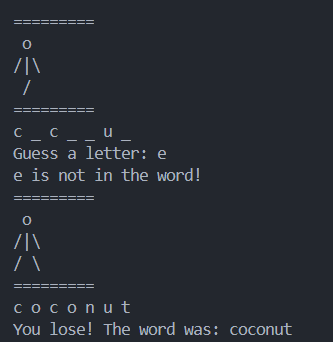 =========
 o
/|\
 /
=========
c _ c _ _ u _
Guess a letter: e
e is not in the word!
=========
 o
/|\
/ \
=========
c o c o n u t
You lose! The word was: coconut